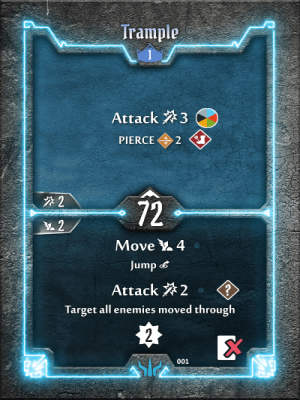 Trample
1
Attack 3
PIERCE 2
2
72
2
Move 4
Jump
Attack 2
?
Target all enemies moved through
2
001